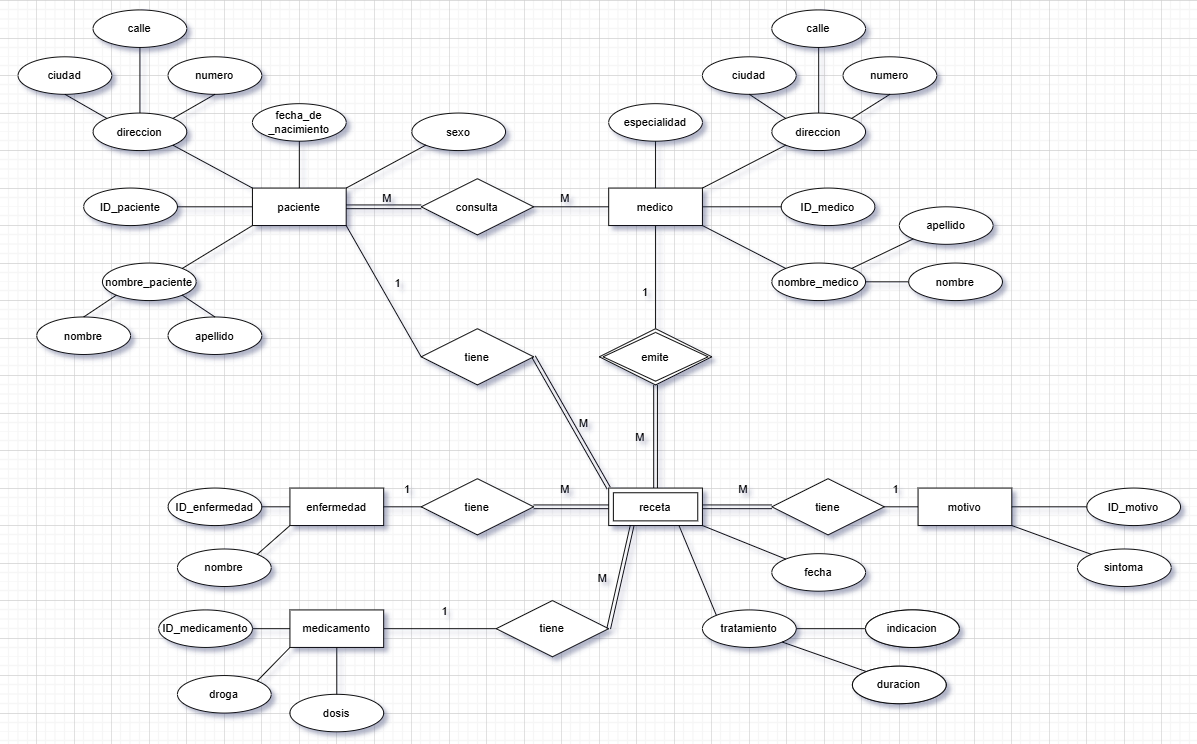 calle
calle
ciudad
numero
ciudad
numero
direccion
fecha_de
_nacimiento
sexo
especialidad
direccion
ID_paciente
paciente
M
consulta
M
medico
ID_medico
apellido
nombre_paciente
nombre_medico
nombre
1
1
nombre
apellido
tiene
emite
M
M
ID_enfermedad
enfermedad
1
tiene
M
receta
M
tiene
1
motivo
ID_motivo
nombre
fecha
sintoma
M
ID_medicamento
medicamento
1
tiene
tratamiento
indicacion
droga
dosis
duracion